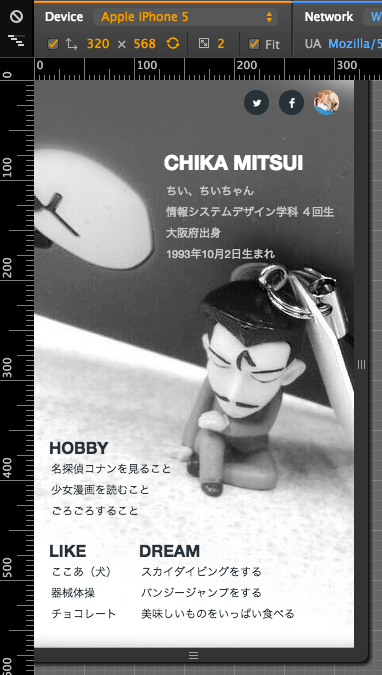 Device Apple iPhone 5 Network
320 × 568 2 Fit UA Mozilla/5
0 100 200 300
0
100
200
300
400
500
CHIKA MITSUI
ちい、ちいちゃん
情報システムデザイン学科 4回生
大阪府出身
1993年10月2日生まれ
HOBBY
名探偵コナンを見ること
少女漫画を読むこと
ごろごろすること
LIKE DREAM
ここあ（犬） スカイダイビングをする
器械体操 バンジージャンプをする
チョコレート 美味しいものをいっぱい食べる